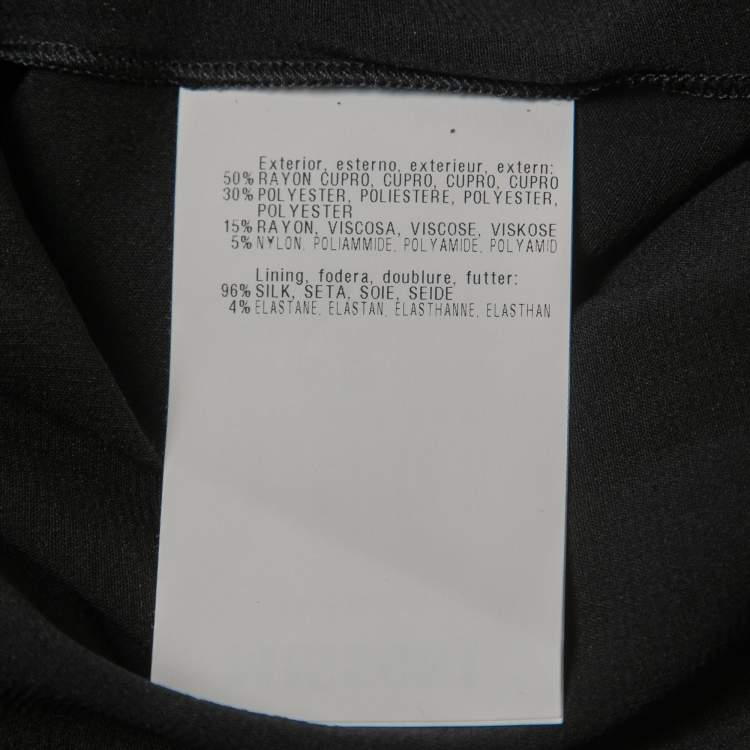 Exterior, esterno, exterieur, extern:
50% RAYON CUPRO, CUPRO, CUPRO, CUPRO
30% POLYESTER, POLIESTERE, POLYESTER,
POLYESTER
15% RAYON, VISCOSA, VISCOSE, VISKOSE
5% NYLON, POLIAMMIDE, POLYAMIDE, POLYAMID
Lining, fodera, doublure, futter:
96% SILK, SETA, SOIE, SEIDE
4% ELASTANE, ELASTAN, ELASTHANNE, ELASTHAN